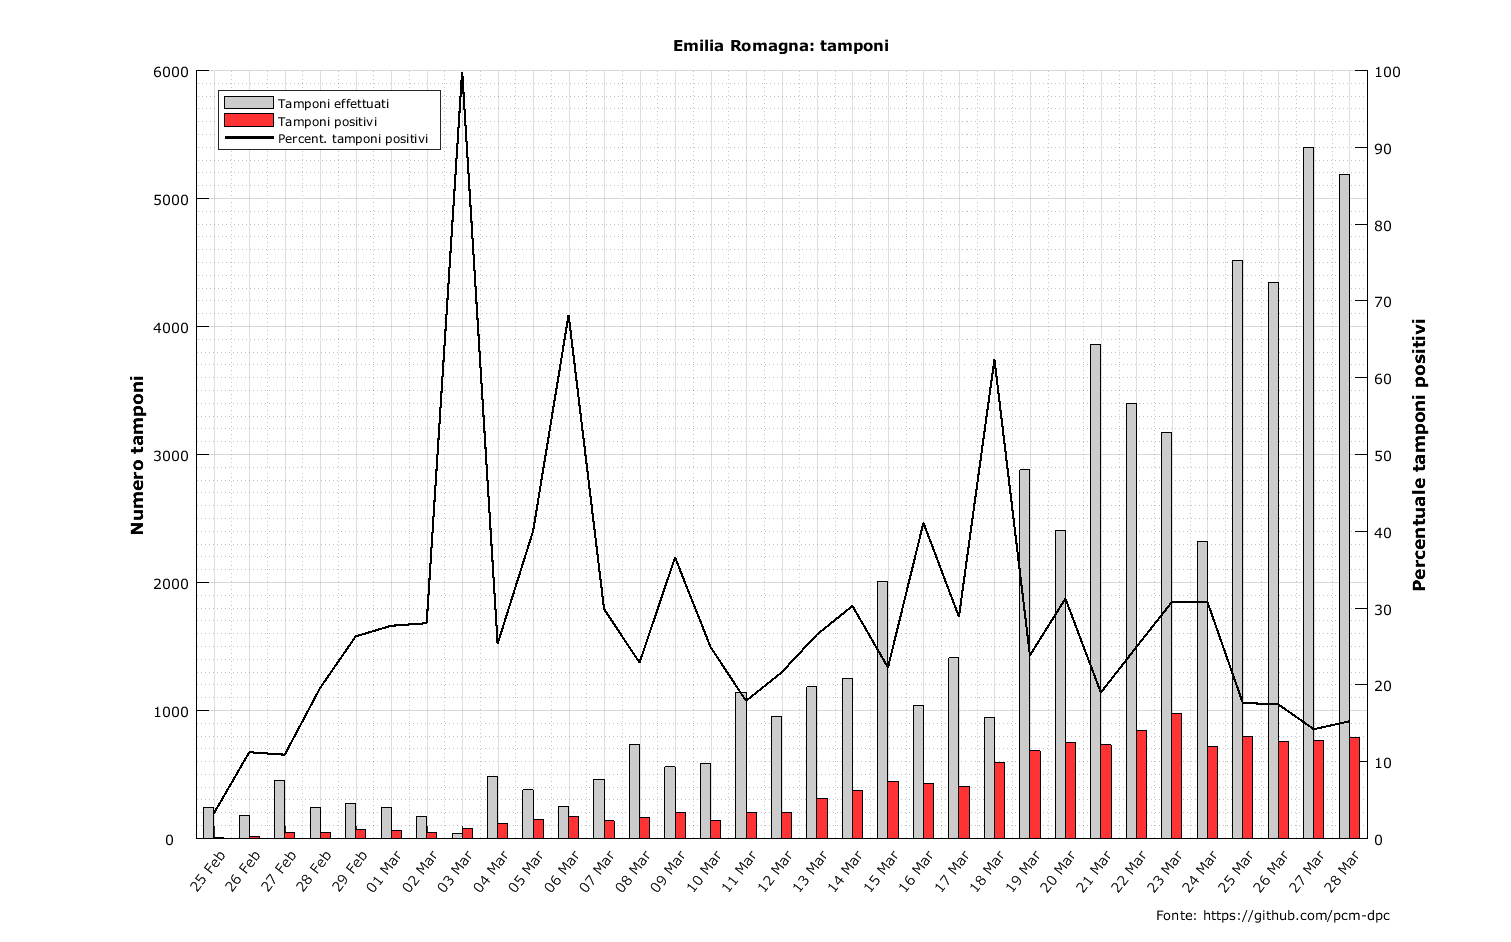 Emilia Romagna: tamponi
Tamponi effettuati
Tamponi positivi
Percent. tamponi positivi
Numero tamponi
6000
5000
4000
3000
2000
1000
0
100
90
80
70
60
50
40
30
20
10
0
Percentuale tamponi positivi
25 Feb
26 Feb
27 Feb
28 Feb
29 Feb
01 Mar
02 Mar
03 Mar
04 Mar
05 Mar
06 Mar
07 Mar
08 Mar
09 Mar
10 Mar
11 Mar
12 Mar
13 Mar
14 Mar
15 Mar
16 Mar
17 Mar
18 Mar
19 Mar
20 Mar
21 Mar
22 Mar
23 Mar
24 Mar
25 Mar
26 Mar
27 Mar
28 Mar
Fonte: https://github.com/pcm-dpc